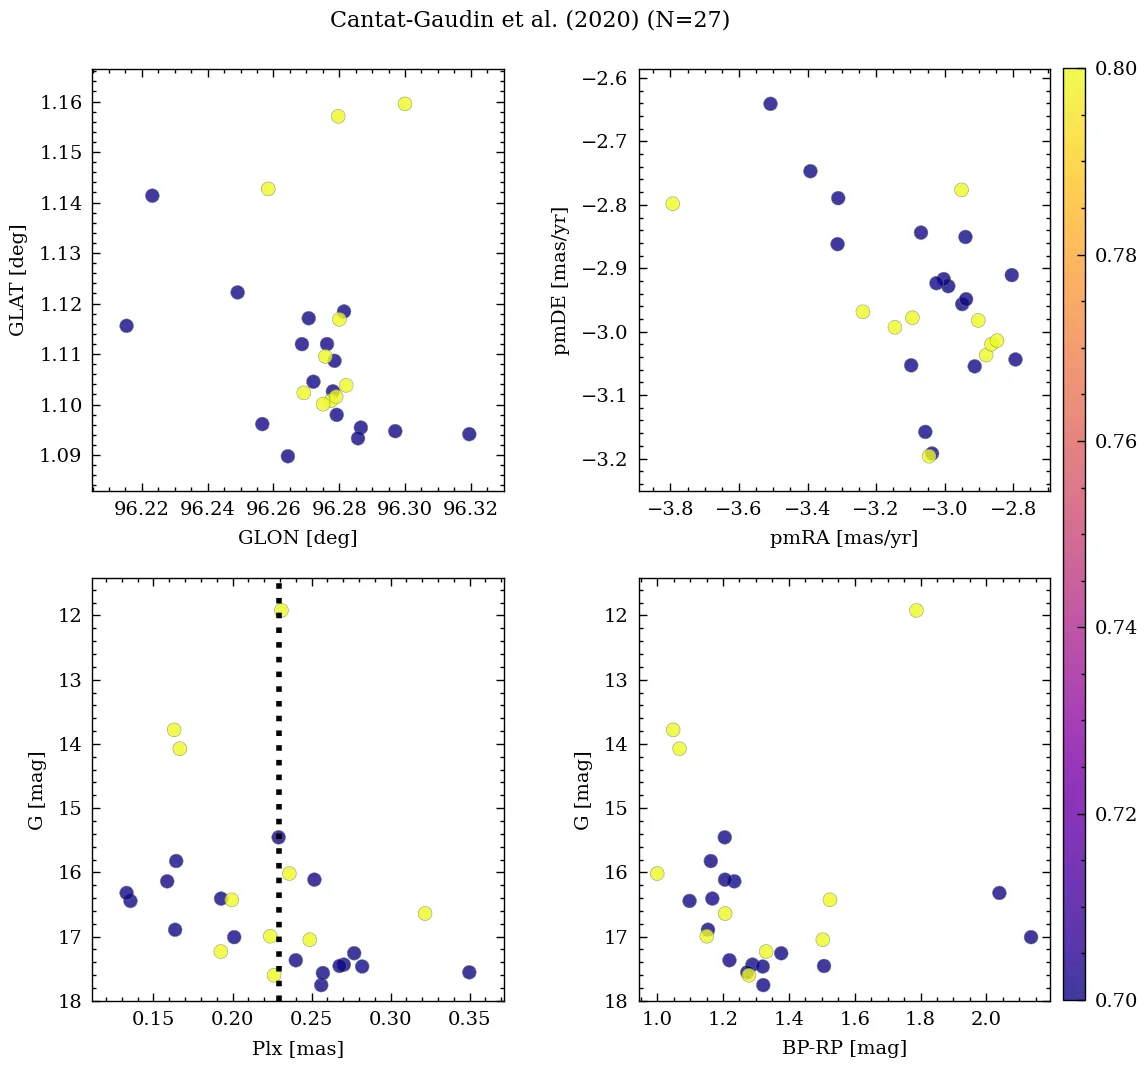 Cantat-Gaudin et al. (2020) (N=27)
1.16
1.15
1.14
1.13
1.12
1.11
1.10
1.09
GLAT [deg]
96.22 96.24 96.26 96.28 96.30 96.32
GLON [deg]
−2.6
−2.7
−2.8
−2.9
−3.0
−3.1
−3.2
pmDE [mas/yr]
−3.8 −3.6 −3.4 −3.2 −3.0 −2.8
pmRA [mas/yr]
12
13
14
15
16
17
18
G [mag]
0.15 0.20 0.25 0.30 0.35
Plx [mas]
12
13
14
15
16
17
18
G [mag]
1.0 1.2 1.4 1.6 1.8 2.0
BP-RP [mag]
0.80
0.78
0.76
0.74
0.72
0.70